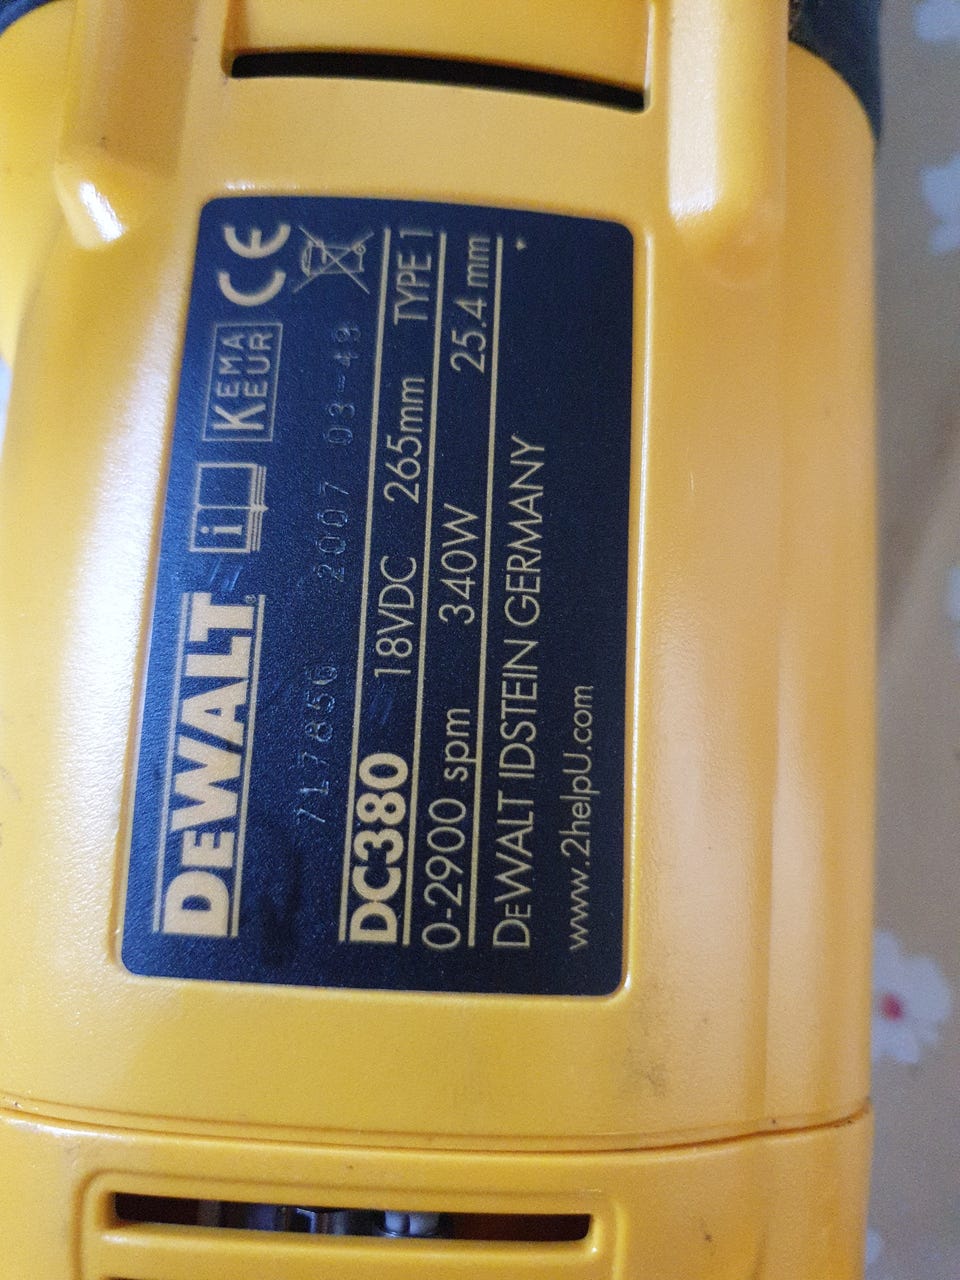 DEWALT
i KEMA EUR CE
717856 2007 03-49
DC380 18VDC 265mm TYPE 1
0-2900 spm 340W 25.4 mm
DEWALT IDSTEIN GERMANY
www.2helpU.com